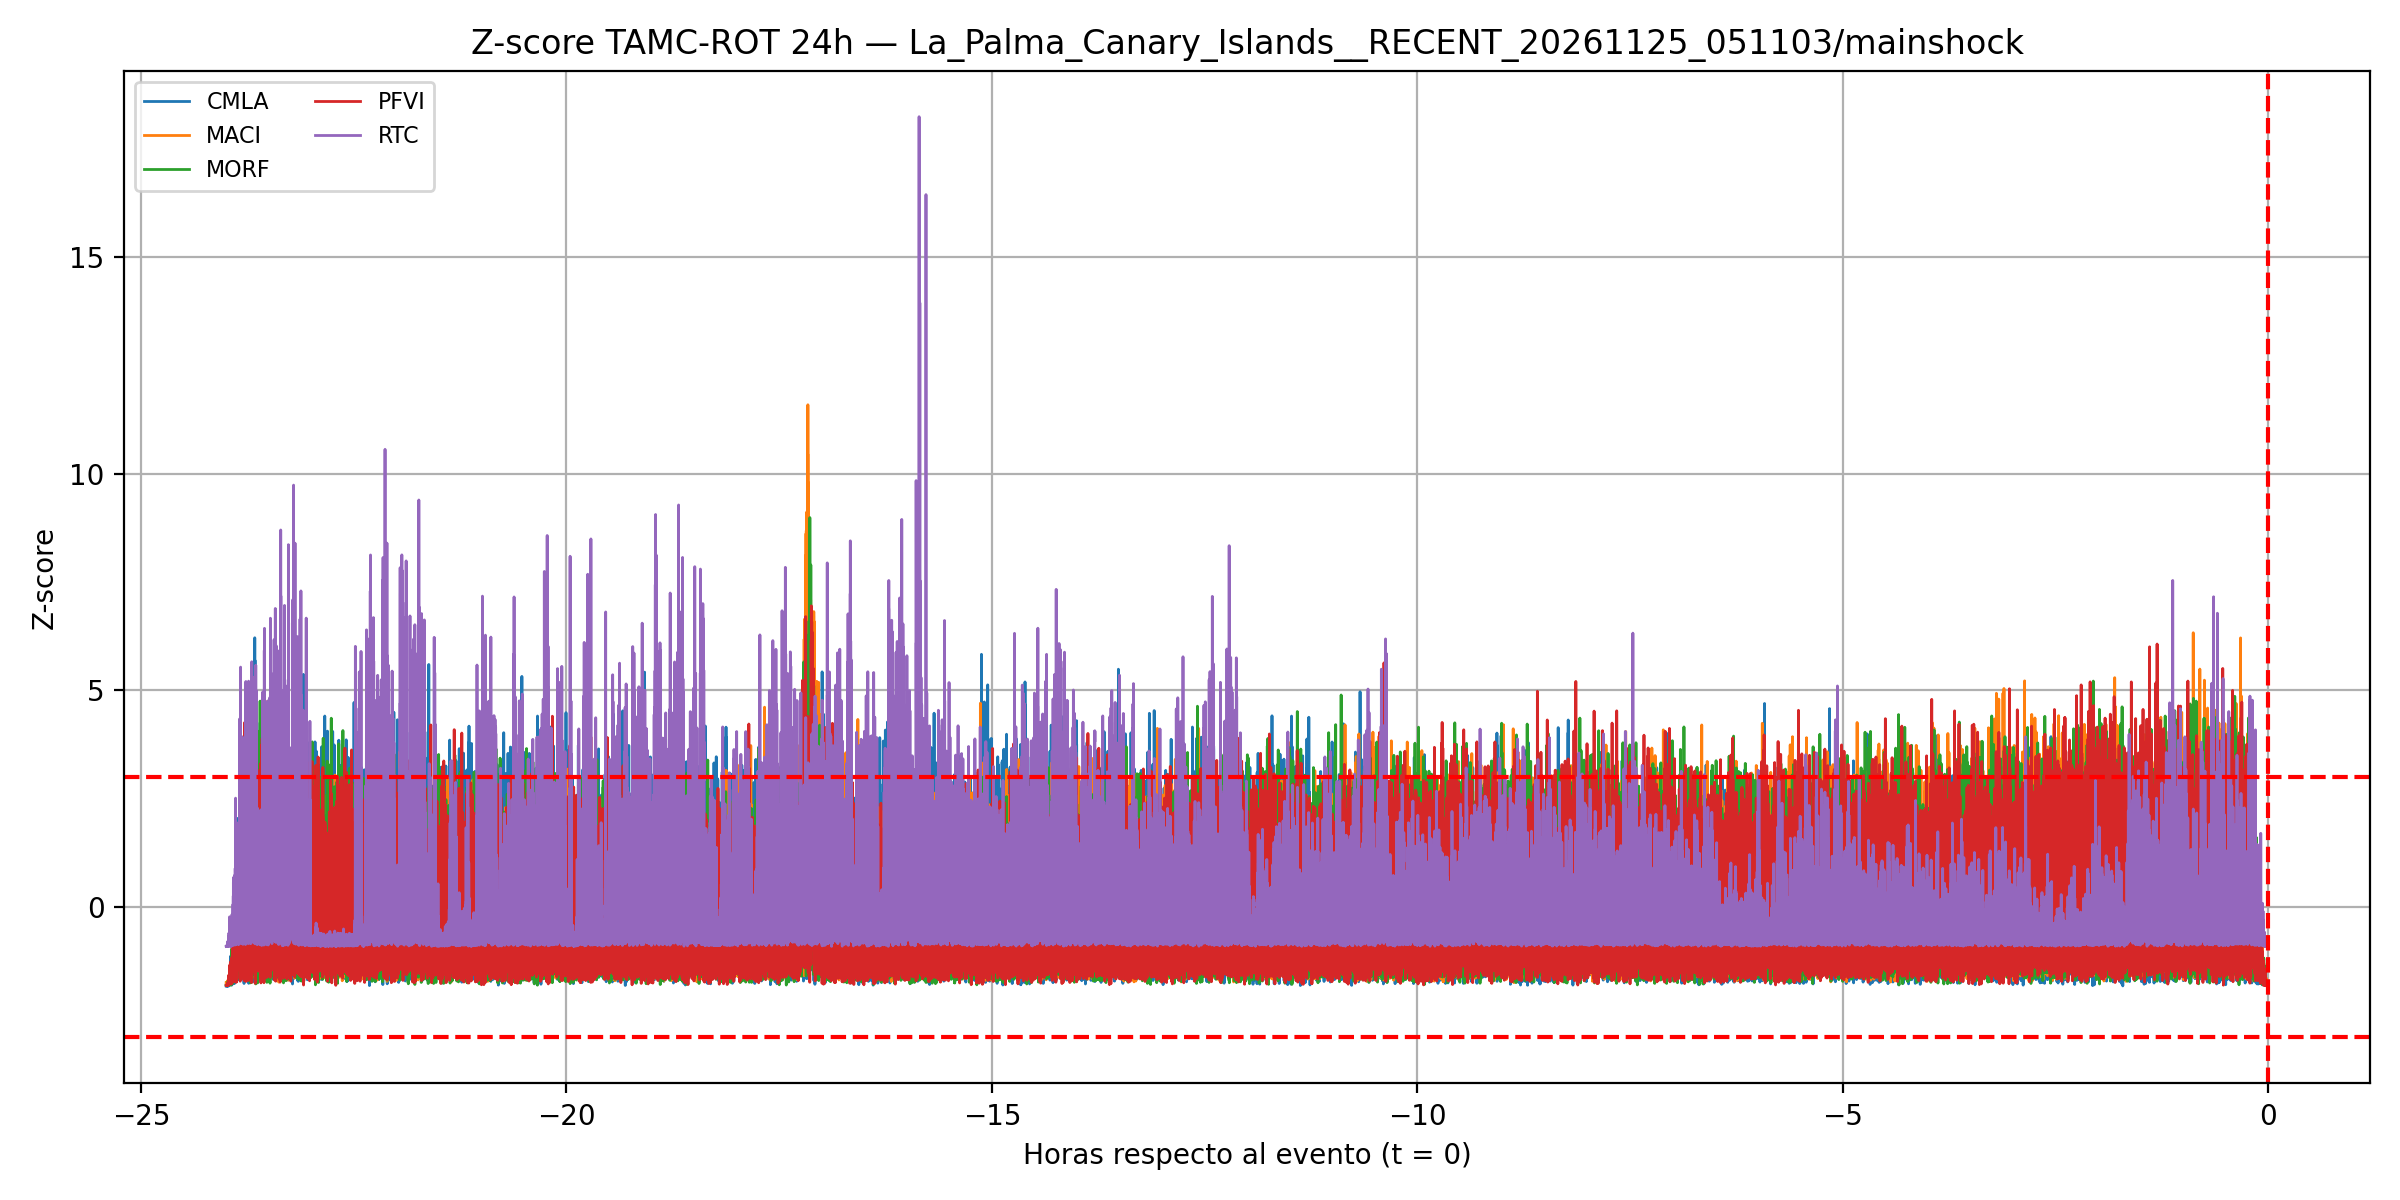 Z-score TAMC-ROT 24h — La_Palma_Canary_Islands__RECENT_20261125_051103/mainshock
CMLA
MACI
MORF
PFVI
RTC
Z-score
15
10
5
0
−25
−20
−15
−10
−5
0
Horas respecto al evento (t = 0)